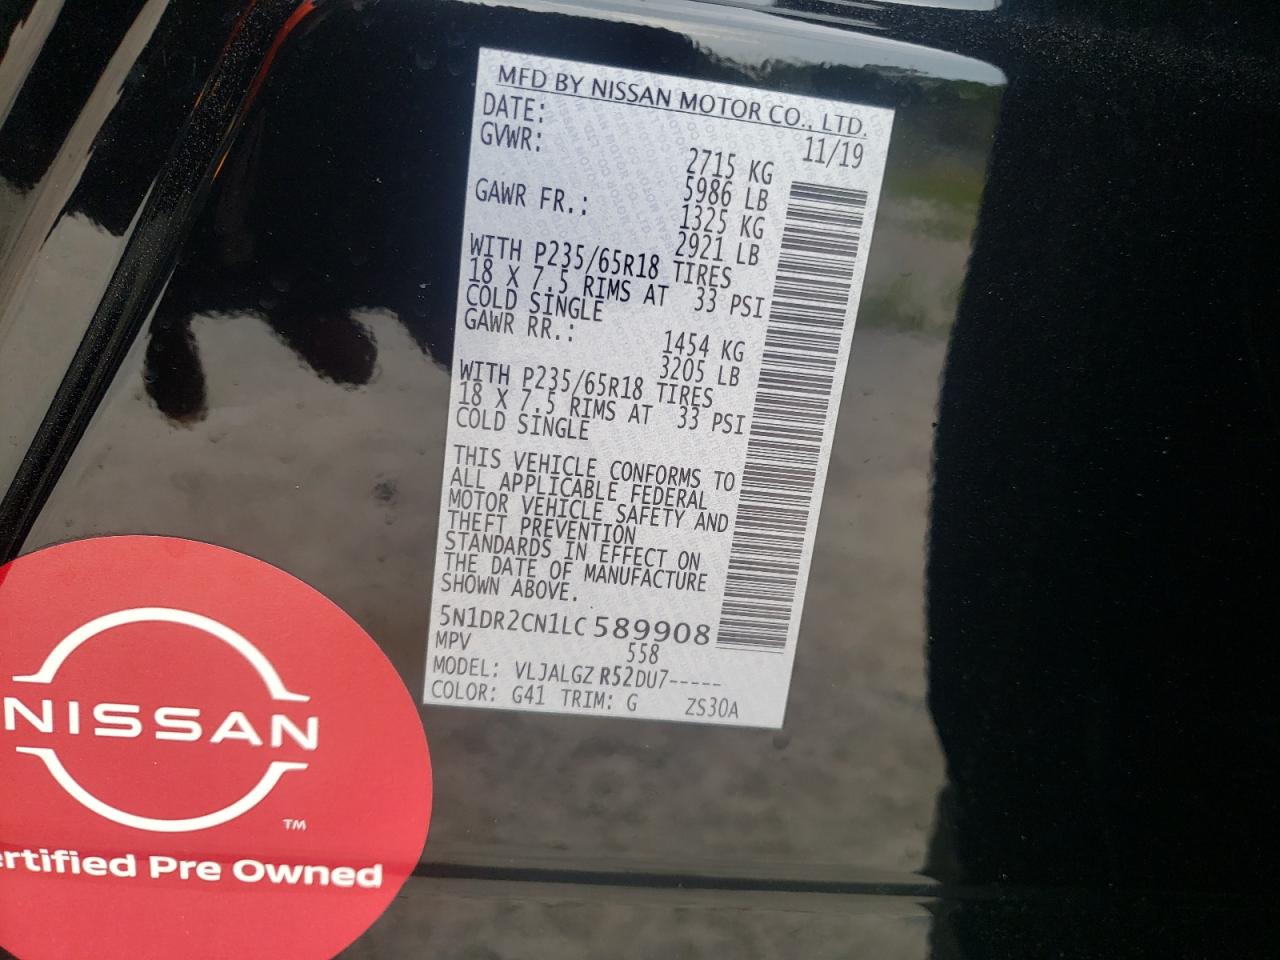 MFD BY NISSAN MOTOR CO., LTD.
DATE: 11/19
GVWR: 2715 KG
5986 LB
GAWR FR.: 1325 KG
2921 LB
WITH P235/65R18 TIRES
18 X 7.5 RIMS AT 33 PSI
COLD SINGLE
GAWR RR.: 1454 KG
3205 LB
WITH P235/65R18 TIRES
18 X 7.5 RIMS AT 33 PSI
COLD SINGLE
THIS VEHICLE CONFORMS TO
ALL APPLICABLE FEDERAL
MOTOR VEHICLE SAFETY AND
THEFT PREVENTION
STANDARDS IN EFFECT ON
THE DATE OF MANUFACTURE
SHOWN ABOVE.
5N1DR2CN1LC 589908
MPV 558
MODEL: VLJALGZ R52DU7-----
COLOR: G41 TRIM: G ZS30A
NISSAN
TM
ertified Pre Owned